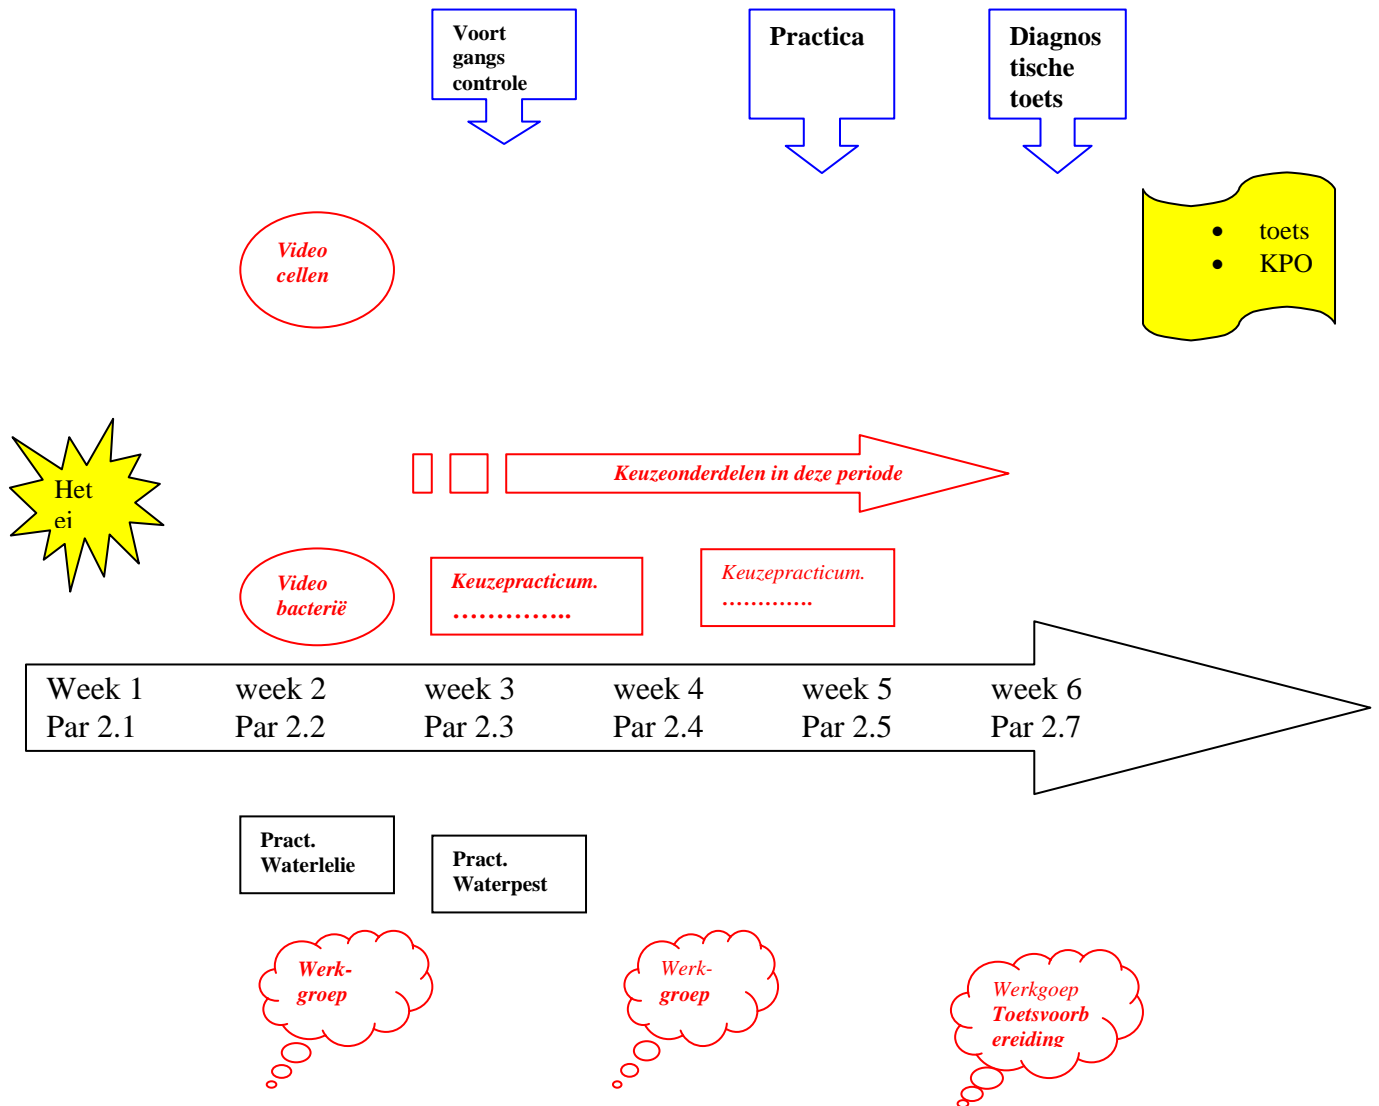 Voort
gangs
controle
Practica
Diagnos
tische
toets
• toets
• KPO
Video
cellen
Het
ei
Keuzeonderdelen in deze periode
Video
bacterië
Keuzepracticum.
…………..
Keuzepracticum.
………….
Week 1 week 2 week 3 week 4 week 5 week 6
Par 2.1 Par 2.2 Par 2.3 Par 2.4 Par 2.5 Par 2.7
Pract.
Waterlelie
Pract.
Waterpest
Werk-
groep
Werk-
groep
Werkgoep
Toetsvoorb
ereiding